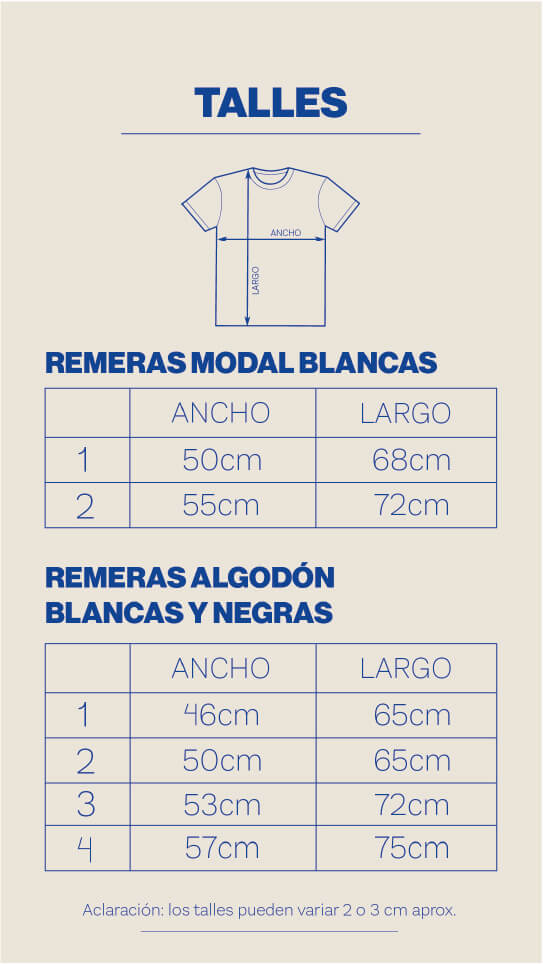 TALLES
ANCHO
LARGO
REMERAS MODAL BLANCAS
ANCHO LARGO
1 50cm 68cm
2 55cm 72cm
REMERAS ALGODÓN
BLANCAS Y NEGRAS
ANCHO LARGO
1 46cm 65cm
2 50cm 65cm
3 53cm 72cm
4 57cm 75cm
Aclaración: los talles pueden variar 2 o 3 cm aprox.